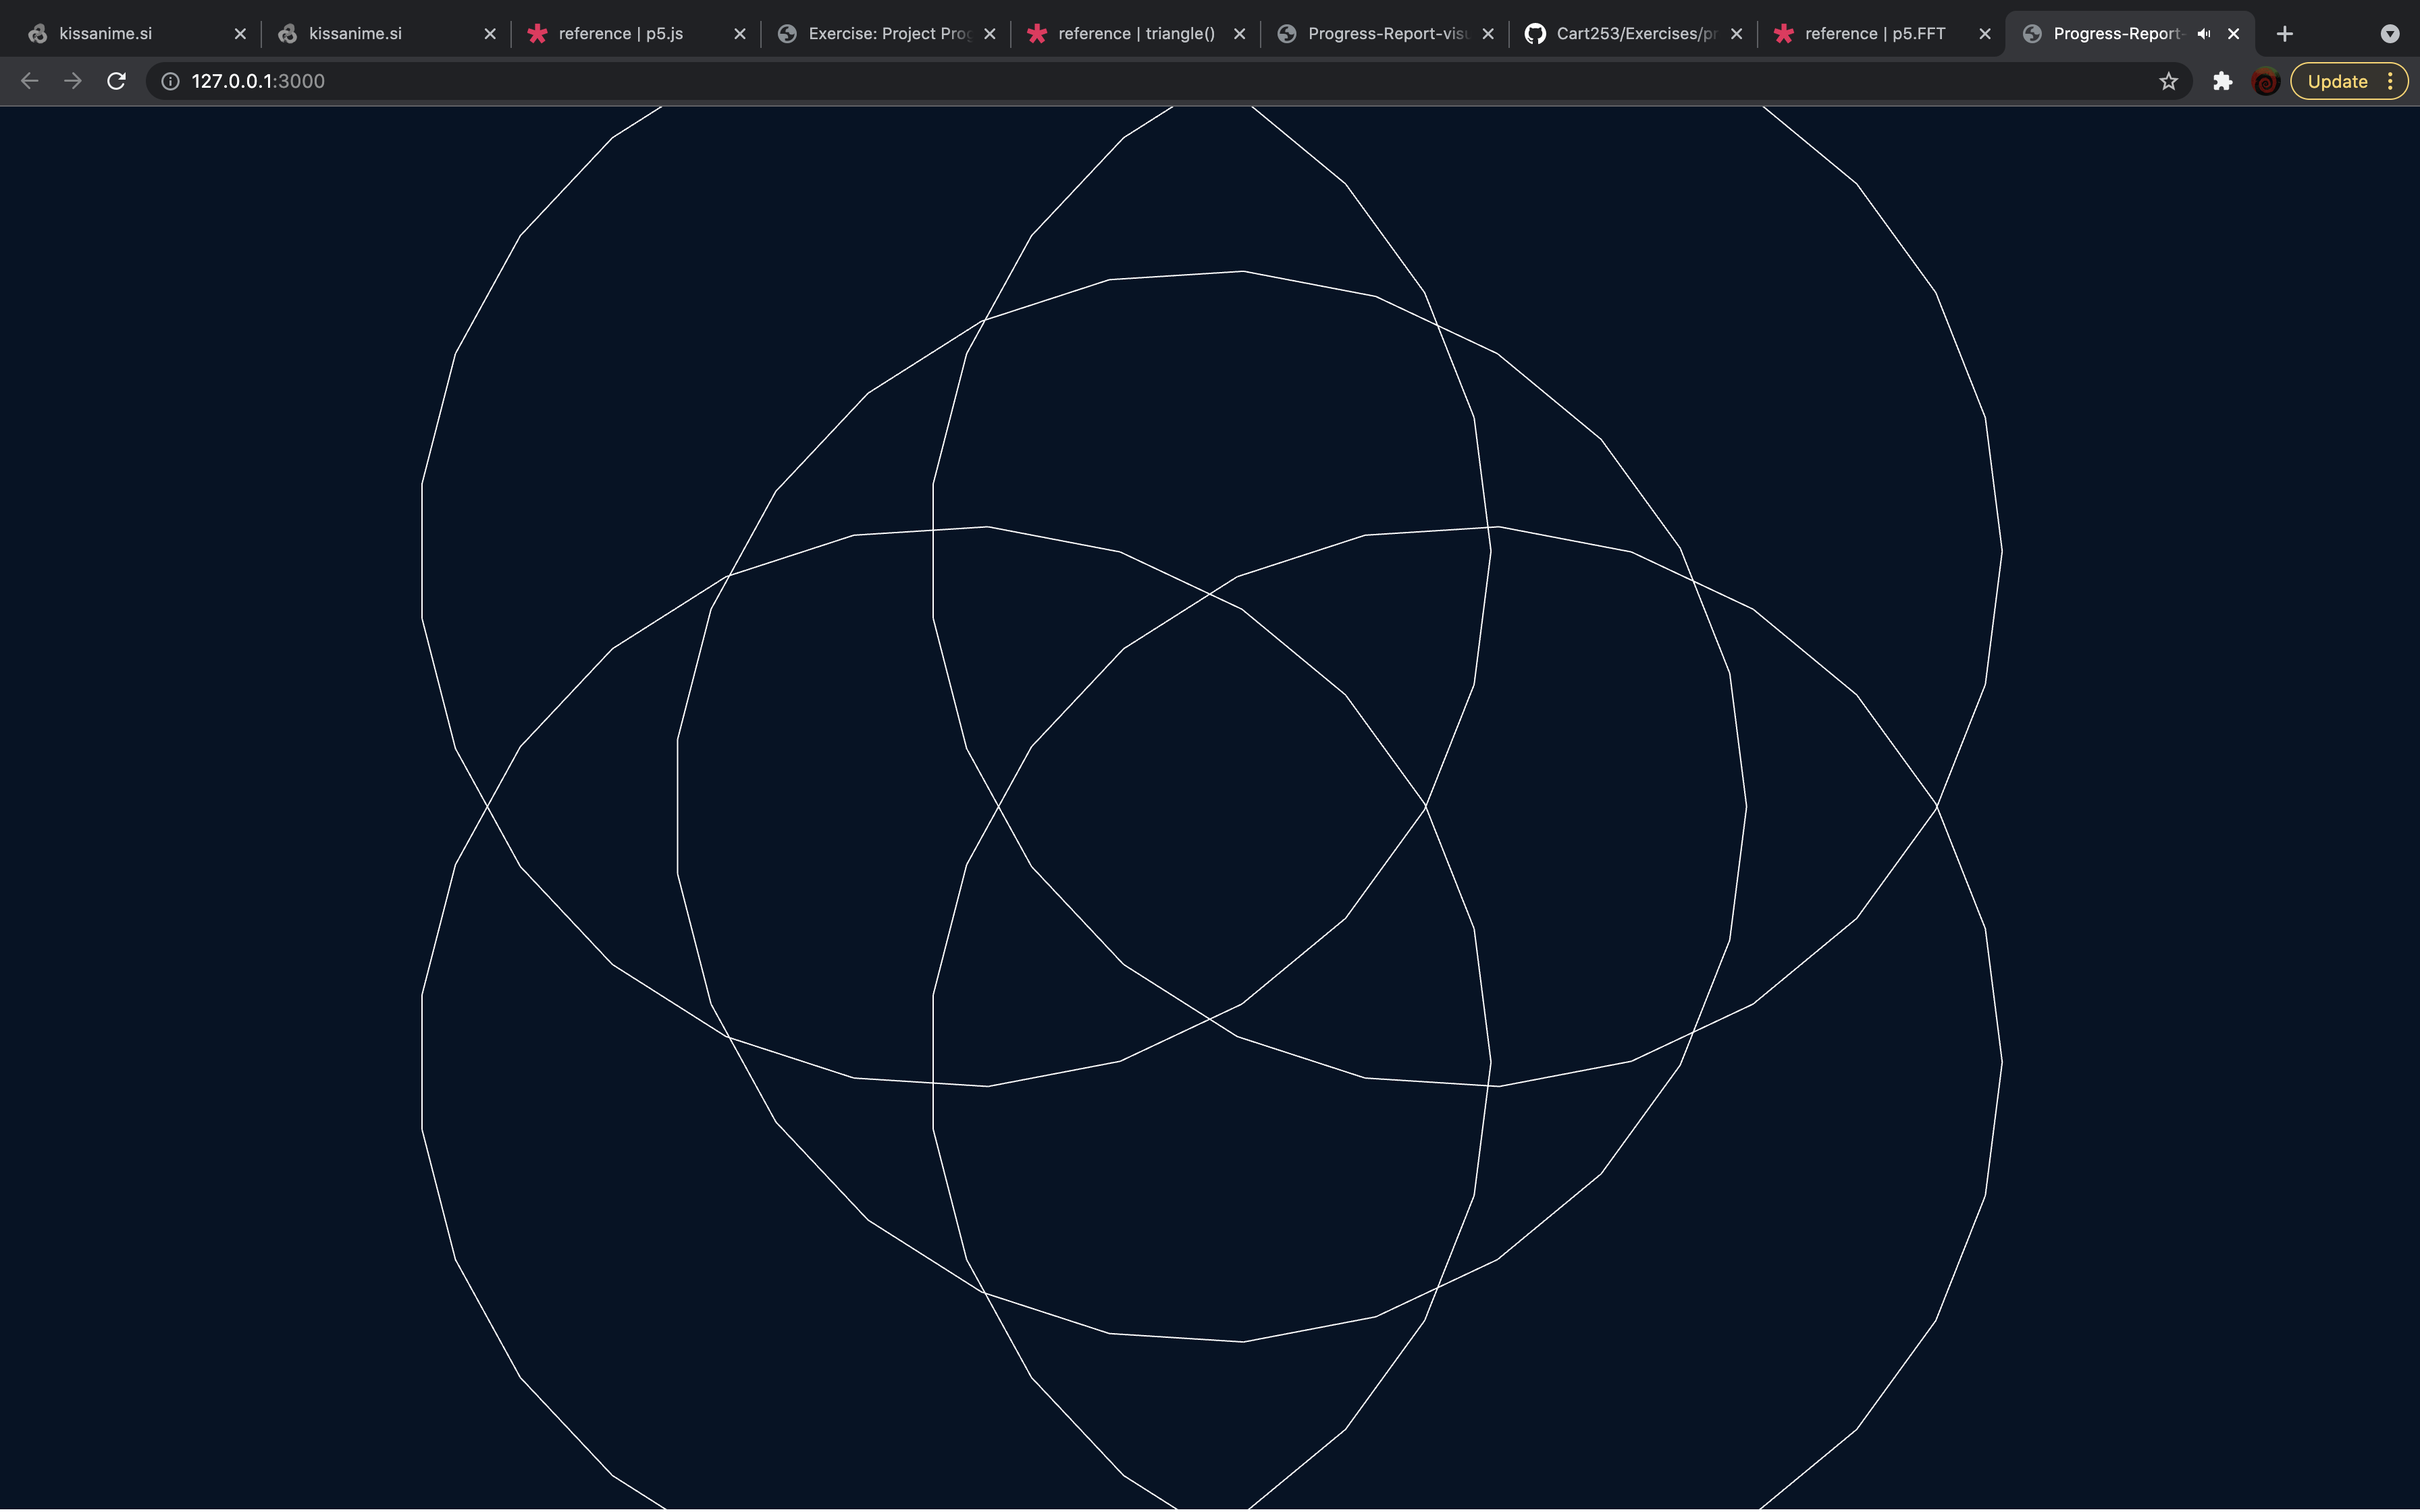 kissanime.si
kissanime.si
reference | p5.js
Exercise: Project Prog
reference | triangle()
Progress-Report-visu
Cart253/Exercises/pr
reference | p5.FFT
Progress-Report-
127.0.0.1:3000
Update